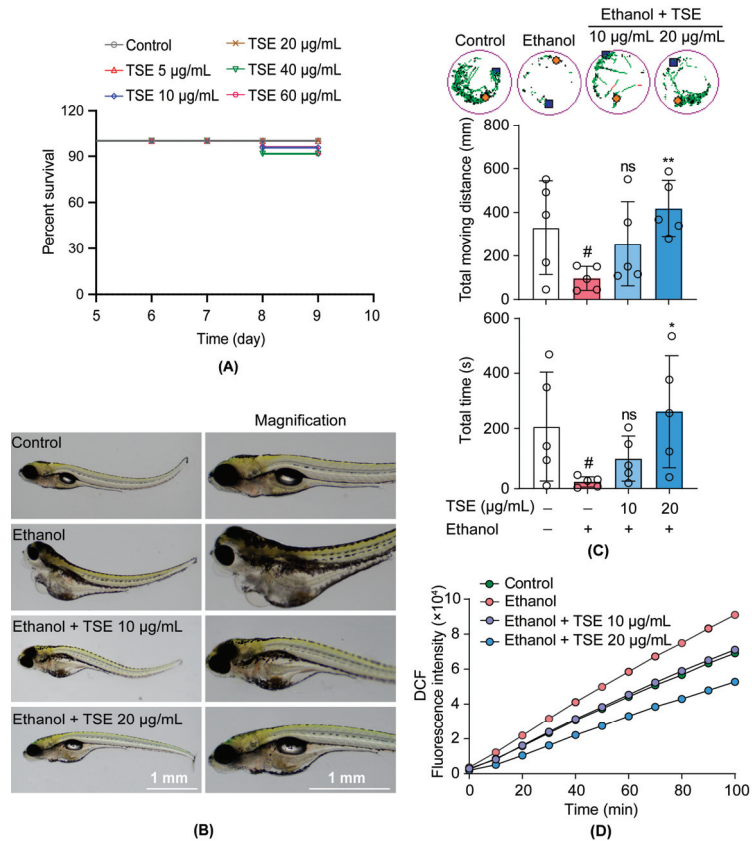 Control
TSE 5 μg/mL
TSE 10 μg/mL
TSE 20 μg/mL
TSE 40 μg/mL
TSE 60 μg/mL
Percent survival
120
90
60
30
0
5
6
7
8
9
10
Time (day)
(A)
Magnification
Control
Ethanol
Ethanol + TSE 10 μg/mL
Ethanol + TSE 20 μg/mL
1 mm
1 mm
(B)
Ethanol + TSE
Control
Ethanol
10 μg/mL
20 μg/mL
Total moving distance (mm)
800
600
400
200
0
#
ns
**
Total time (s)
600
400
200
0
#
ns
*
TSE (μg/mL)
–
–
10
20
Ethanol
–
+
+
+
(C)
Control
Ethanol
Ethanol + TSE 10 μg/mL
Ethanol + TSE 20 μg/mL
DCF
Fluorescence intensity (×10⁴)
10
8
6
4
2
0
0
20
40
60
80
100
Time (min)
(D)